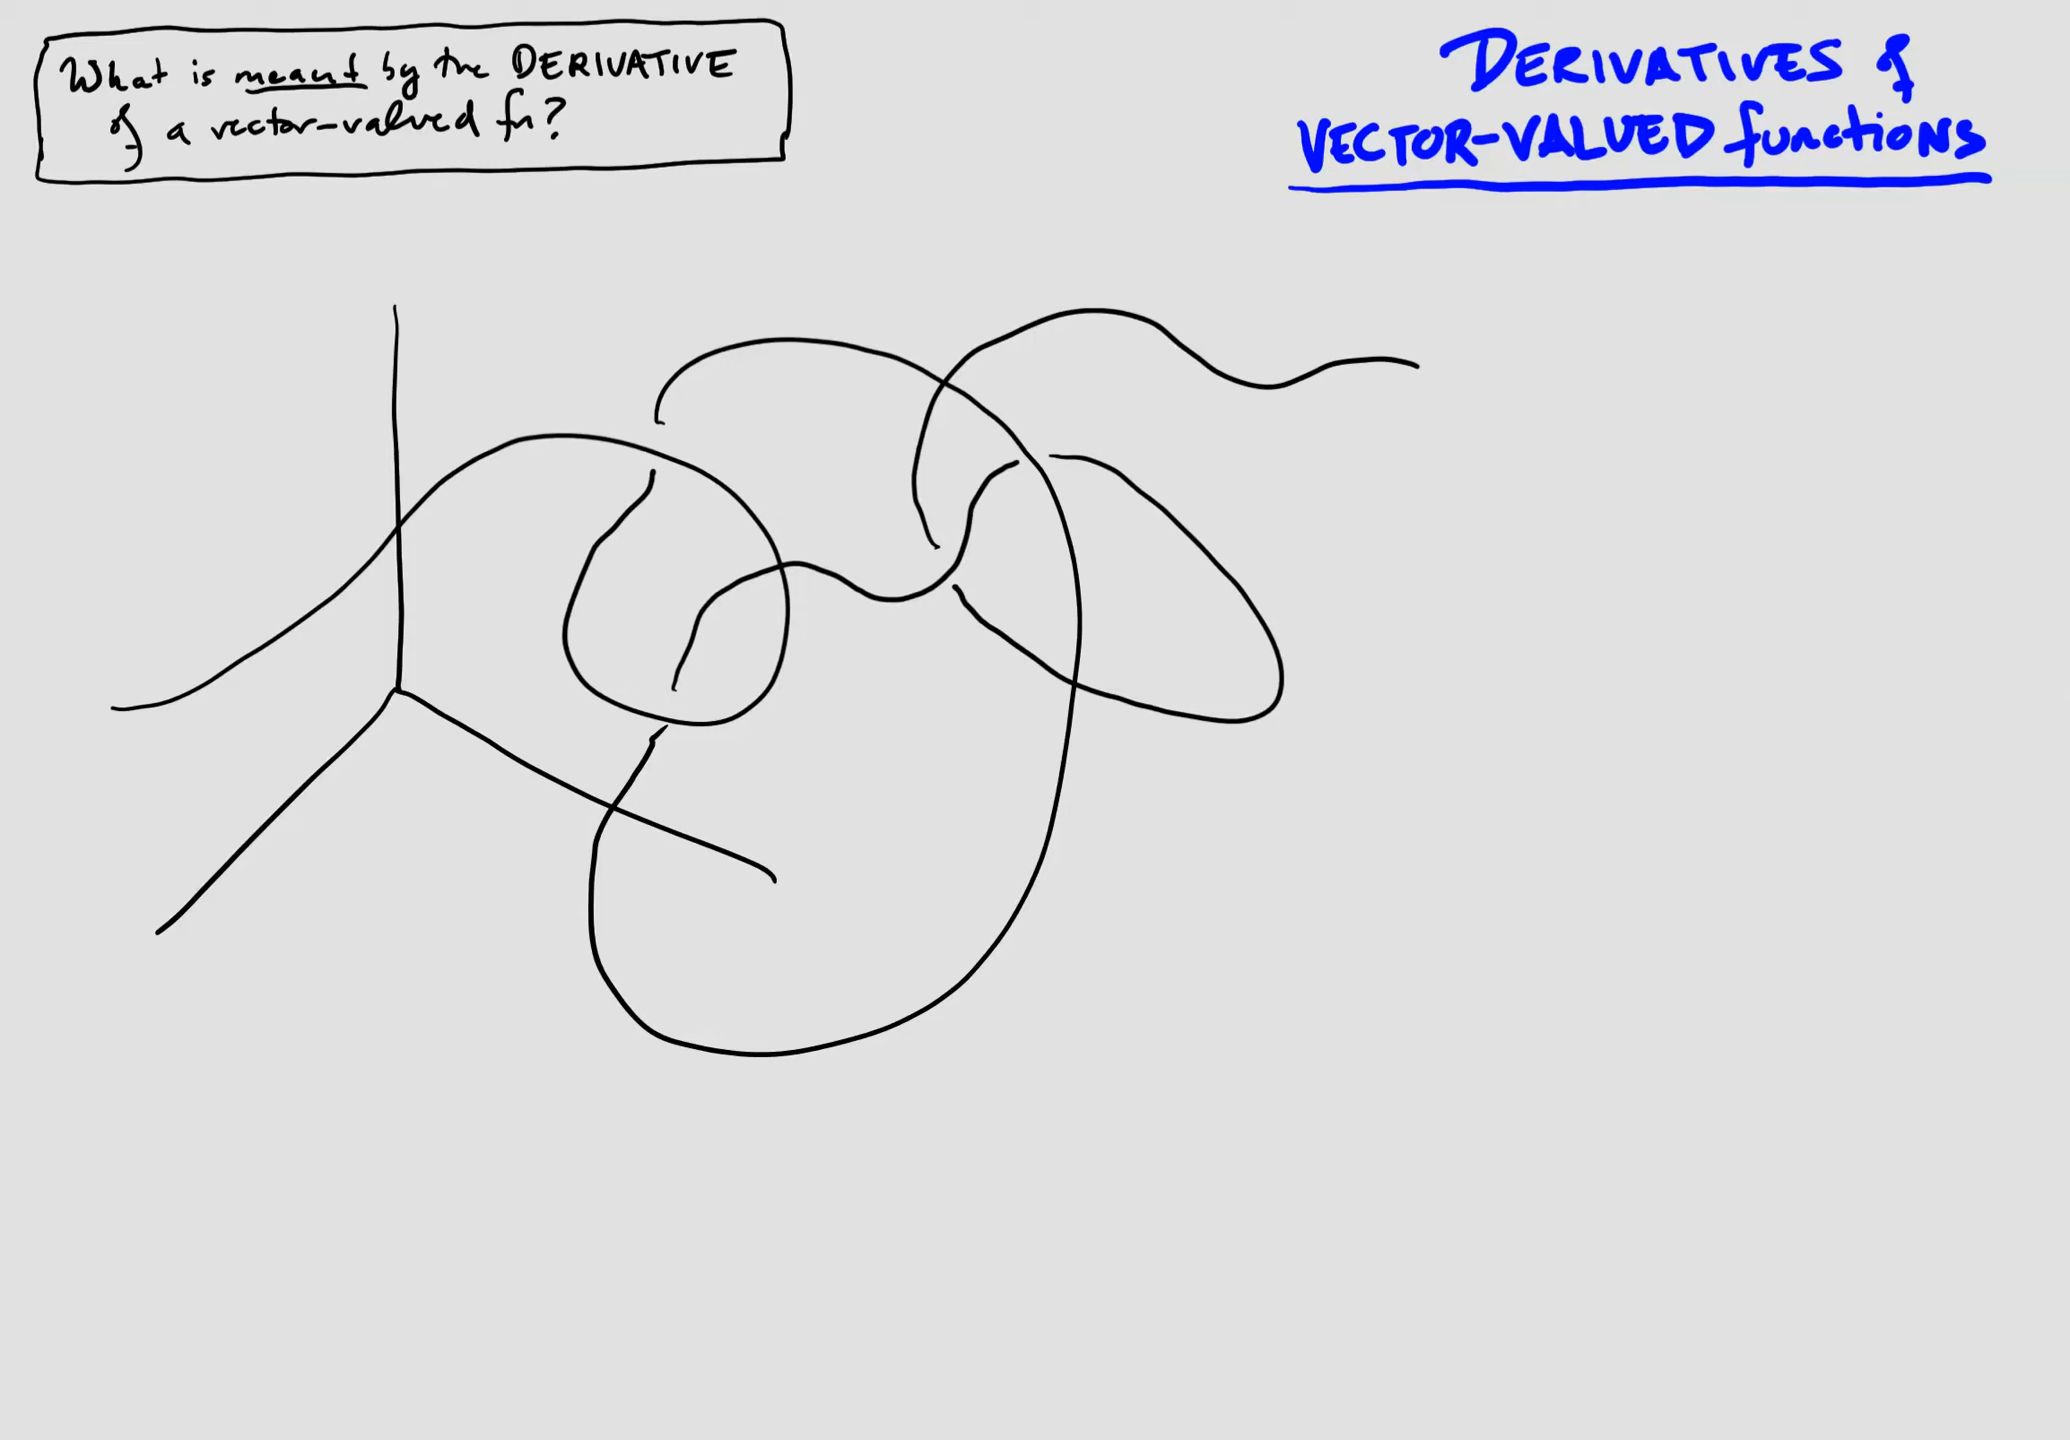 What is meant by the DERIVATIVE
of a vector-valued fn?
DERIVATIVES of
VECTOR-VALUED functions